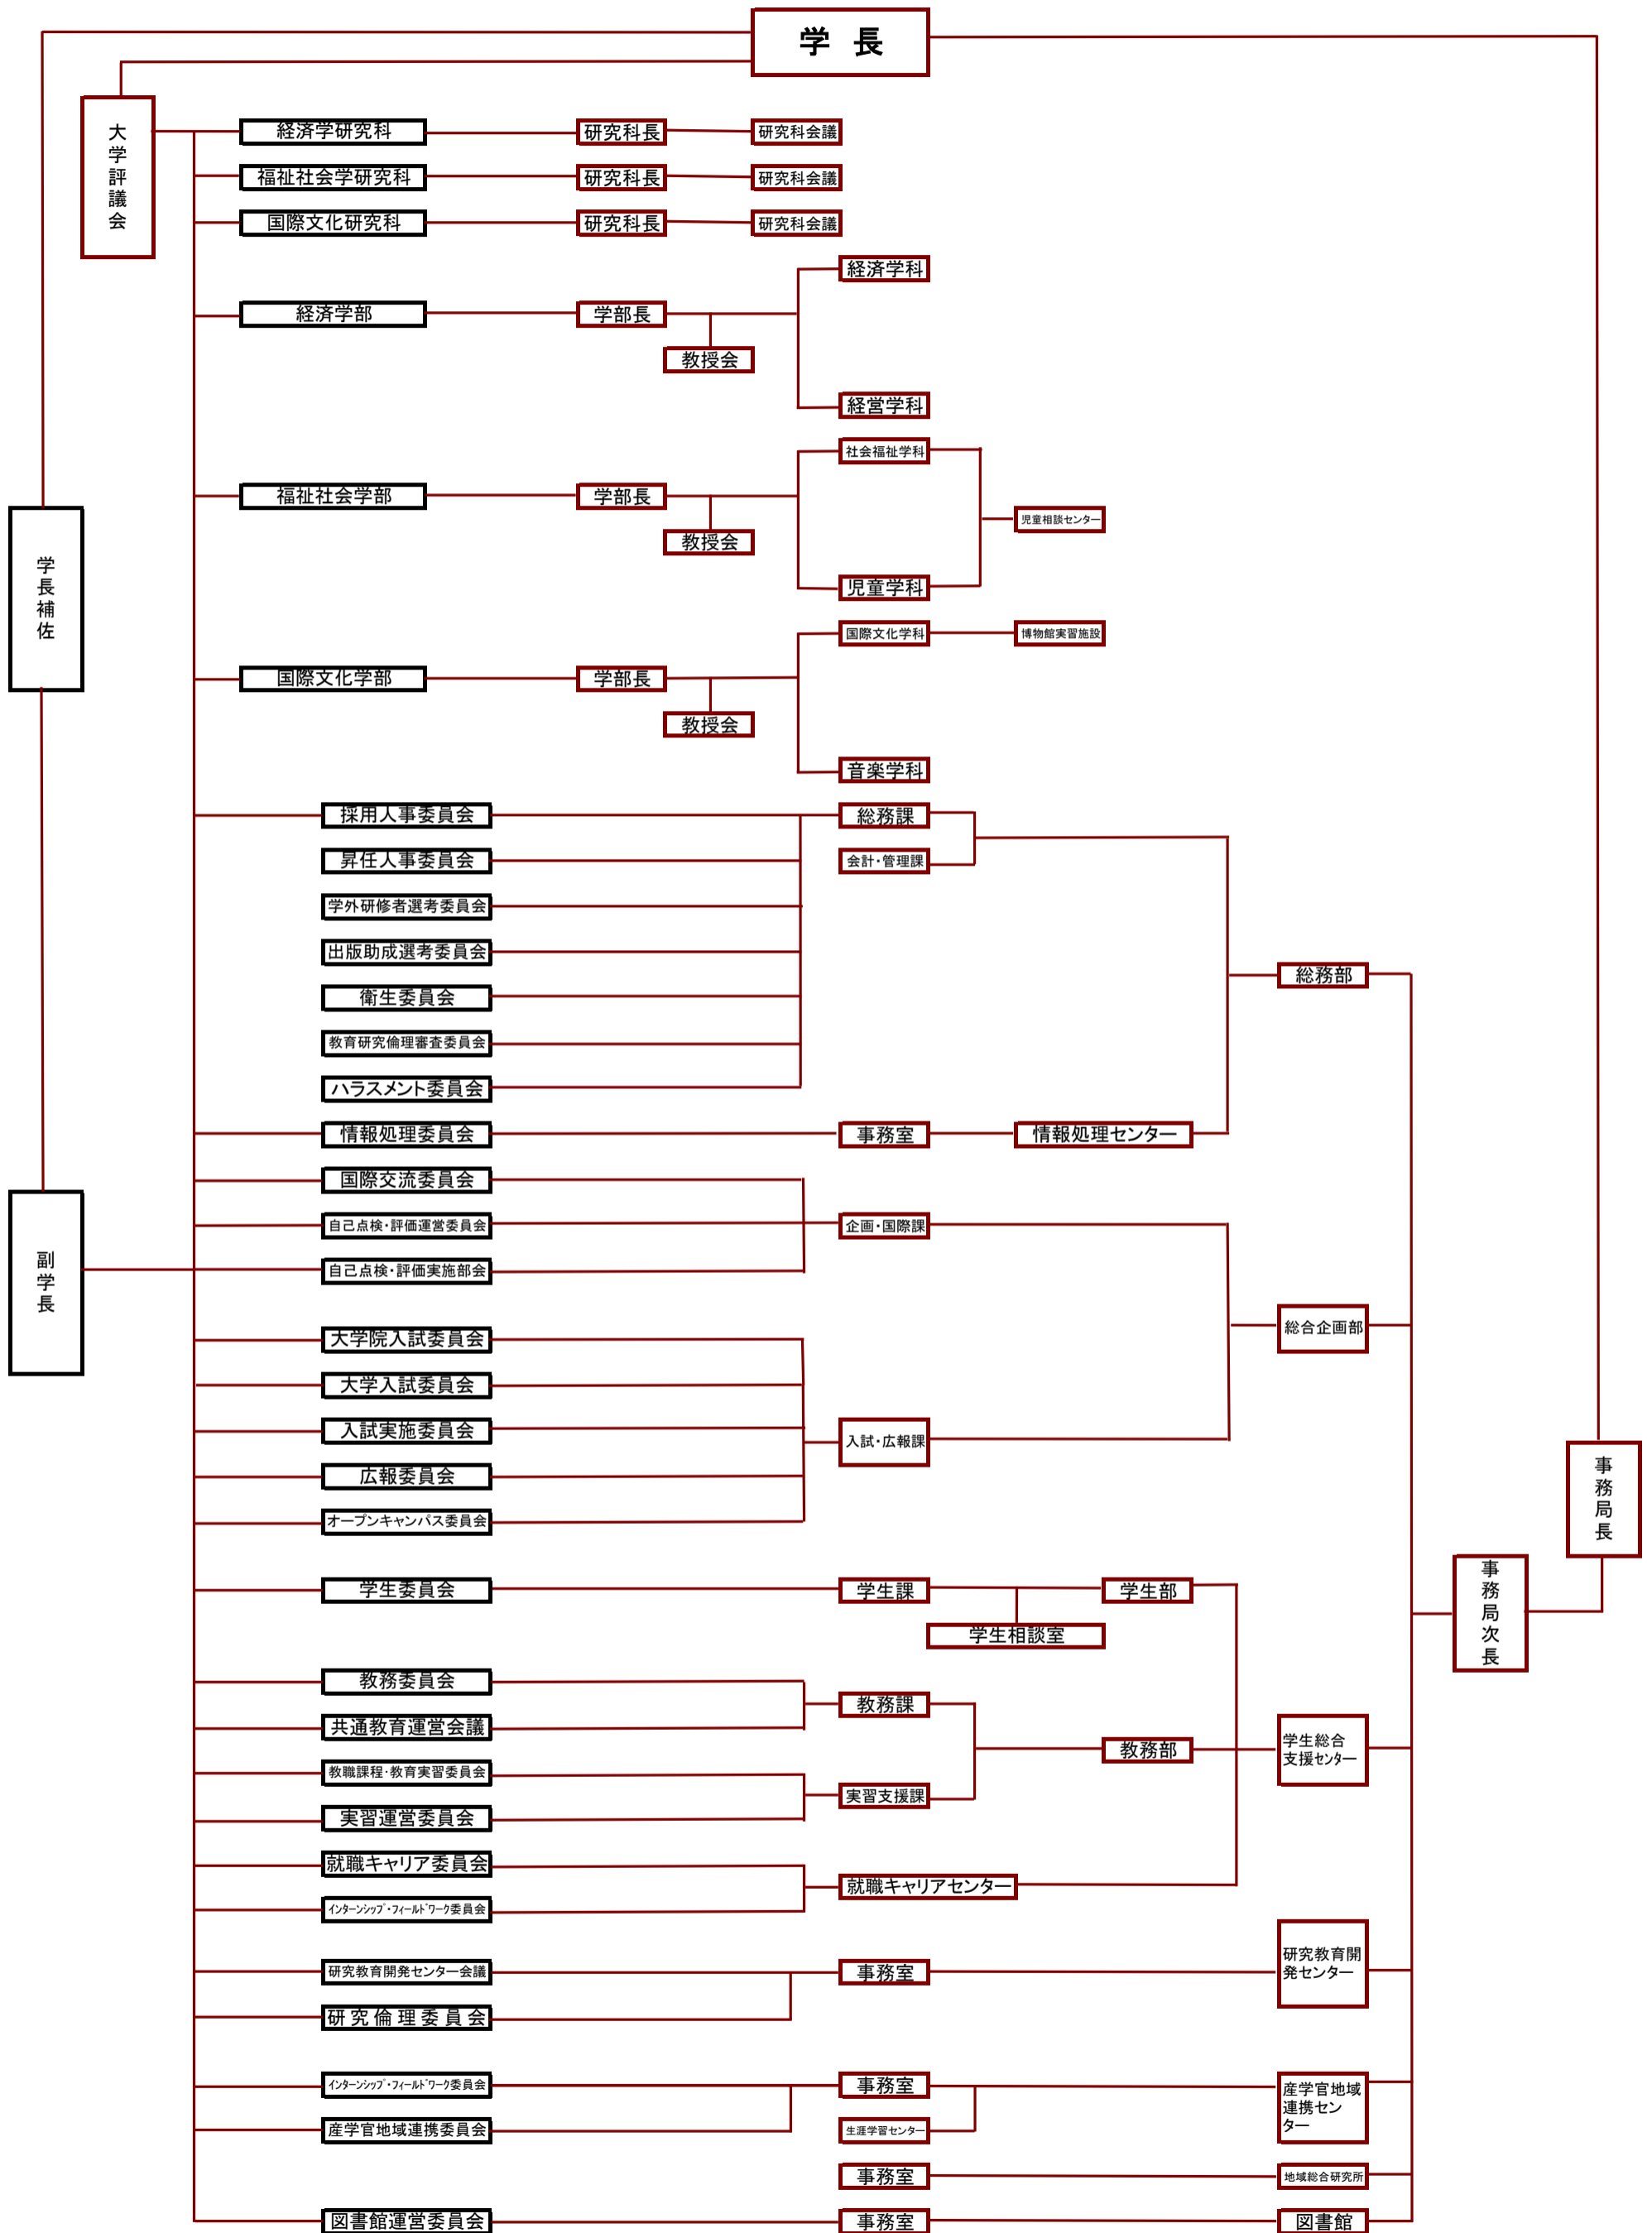 学 長
大学評議会
経済学研究科 研究科長 研究科会議
福祉社会学研究科 研究科長 研究科会議
国際文化研究科 研究科長 研究科会議
経済学科
経済学部 学部長
教授会
経営学科
社会福祉学科
福祉社会学部 学部長
児童相談センター
教授会
児童学科
学長補佐
国際文化学科 博物館実習施設
国際文化学部 学部長
教授会
音楽学科
採用人事委員会 総務課
昇任人事委員会 会計・管理課
学外研修者選考委員会
出版助成選考委員会
総務部
衛生委員会
教育研究倫理審査委員会
ハラスメント委員会
情報処理委員会 事務室 情報処理センター
国際交流委員会
自己点検・評価運営委員会 企画・国際課
自己点検・評価実施部会
副学長
総合企画部
大学院入試委員会
大学入試委員会
入試実施委員会 入試・広報課
広報委員会
オープンキャンパス委員会
事務局長
学生委員会 学生課 学生部
学生相談室
事務局次長
教務委員会 教務課
共通教育運営会議
教務部
学生総合
支援センター
教職課程・教育実習委員会
実習支援課
実習運営委員会
就職キャリア委員会
就職キャリアセンター
インターンシップ・フィールドワーク委員会
研究教育開
発センター
研究教育開発センター会議 事務室
研究倫理委員会
インターンシップ・フィールドワーク委員会 事務室
産学官地域
連携セン
ター
産学官地域連携委員会 生涯学習センター
事務室 地域総合研究所
図書館運営委員会 事務室 図書館